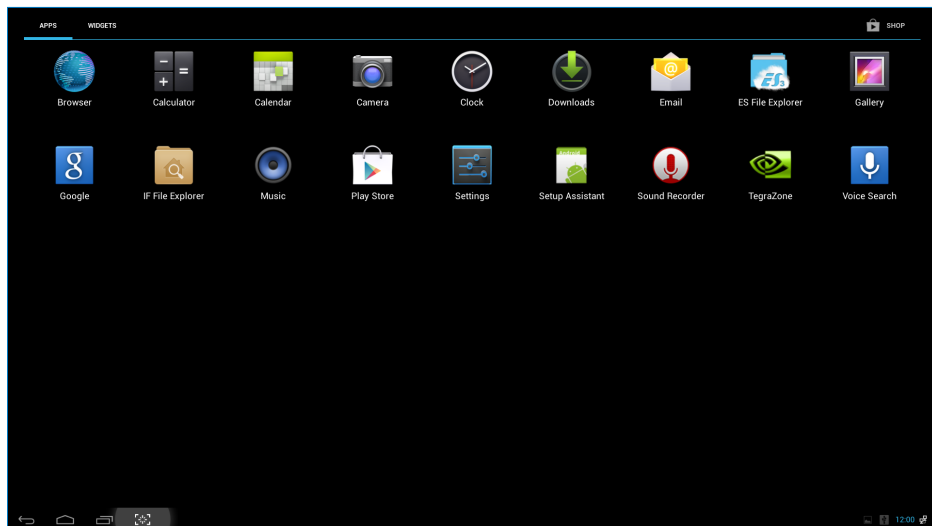 APPS WIDGETS SHOP
Browser Calculator Calendar Camera Clock Downloads Email ES File Explorer Gallery
Google IF File Explorer Music Play Store Settings Setup Assistant Sound Recorder TegraZone Voice Search
12:00